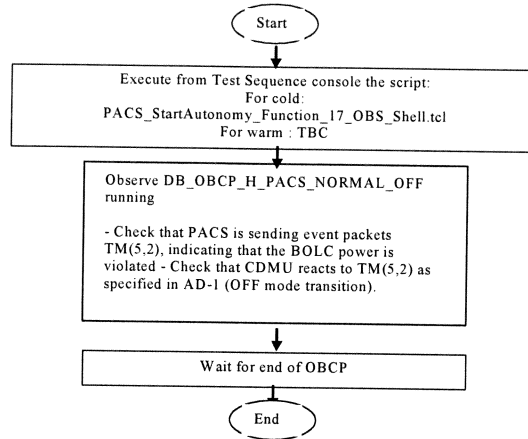 Start
Execute from Test Sequence console the script:
For cold:
PACS_StartAutonomy_Function_17_OBS_Shell.tcl
For warm : TBC
Observe DB_OBCP_H_PACS_NORMAL_OFF
running
- Check that PACS is sending event packets
TM(5,2), indicating that the BOLC power is
violated - Check that CDMU reacts to TM(5,2) as
specified in AD-1 (OFF mode transition).
Wait for end of OBCP
End